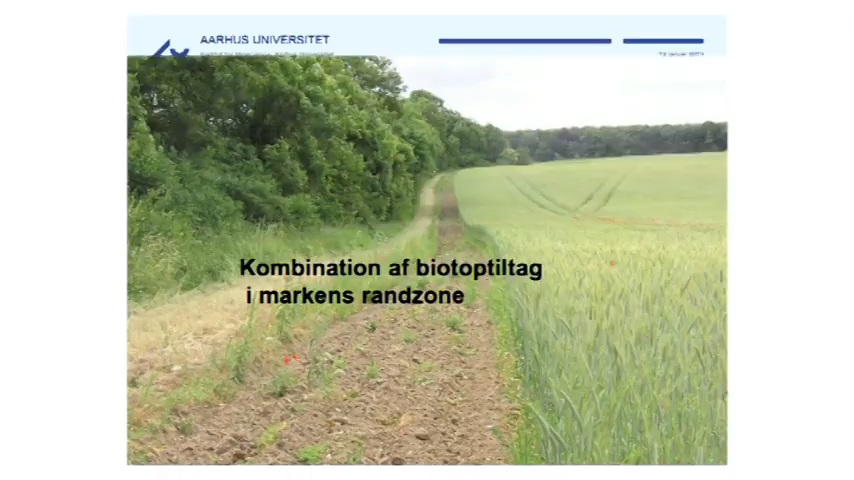 AARHUS UNIVERSITET
Kombination af biotoptiltag
i markens randzone